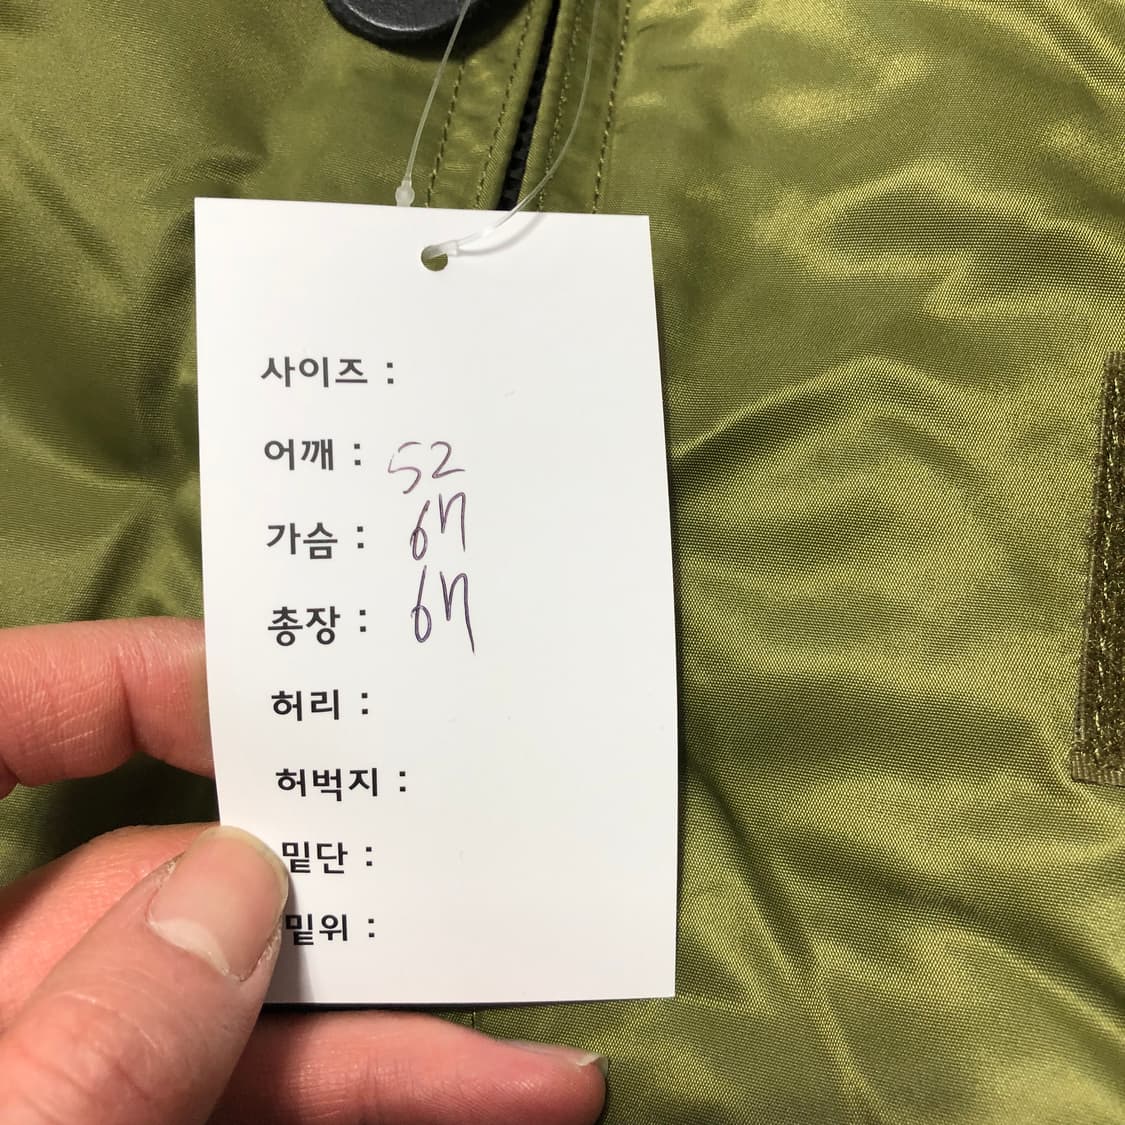 사이즈 :
어깨 : 52
가슴 : 67
총장 : 67
허리 :
허벅지 :
밑단 :
밑위 :